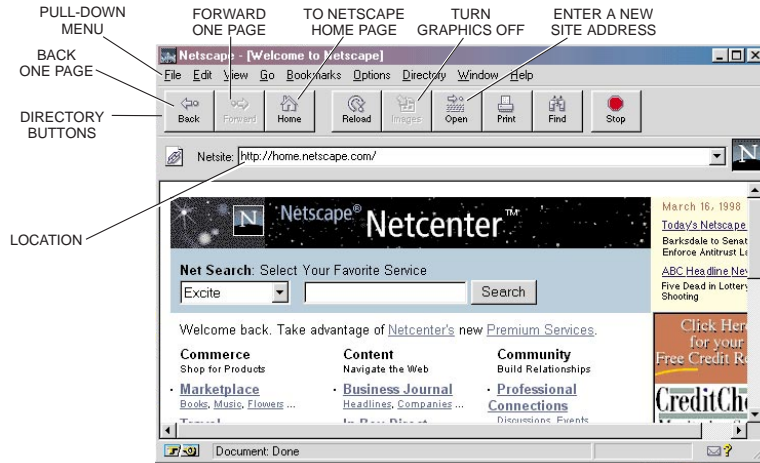 PULL-DOWN
MENU
FORWARD
ONE PAGE
TO NETSCAPE
HOME PAGE
TURN
GRAPHICS OFF
ENTER A NEW
SITE ADDRESS
BACK
ONE PAGE
DIRECTORY
BUTTONS
LOCATION
Netscape - [Welcome to Netscape]
File Edit View Go Bookmarks Options Directory Window Help
Back Forward Home Reload Images Open Print Find Stop
Netsite: http://home.netscape.com/
N
N Netscape® Netcenter™
Net Search: Select Your Favorite Service
Excite Search
Welcome back. Take advantage of Netcenter's new Premium Services.
Commerce Content Community
Shop for Products Navigate the Web Build Relationships
Marketplace Business Journal Professional
Books, Music, Flowers ... Headlines, Companies ... Connections
March 16, 1998
Today's Netscape
Barksdale to Senat
Enforce Antitrust L
ABC Headline Ne
Five Dead in Lottery
Shooting
Click Her
for your
Free Credit Re
CreditCh
Document: Done